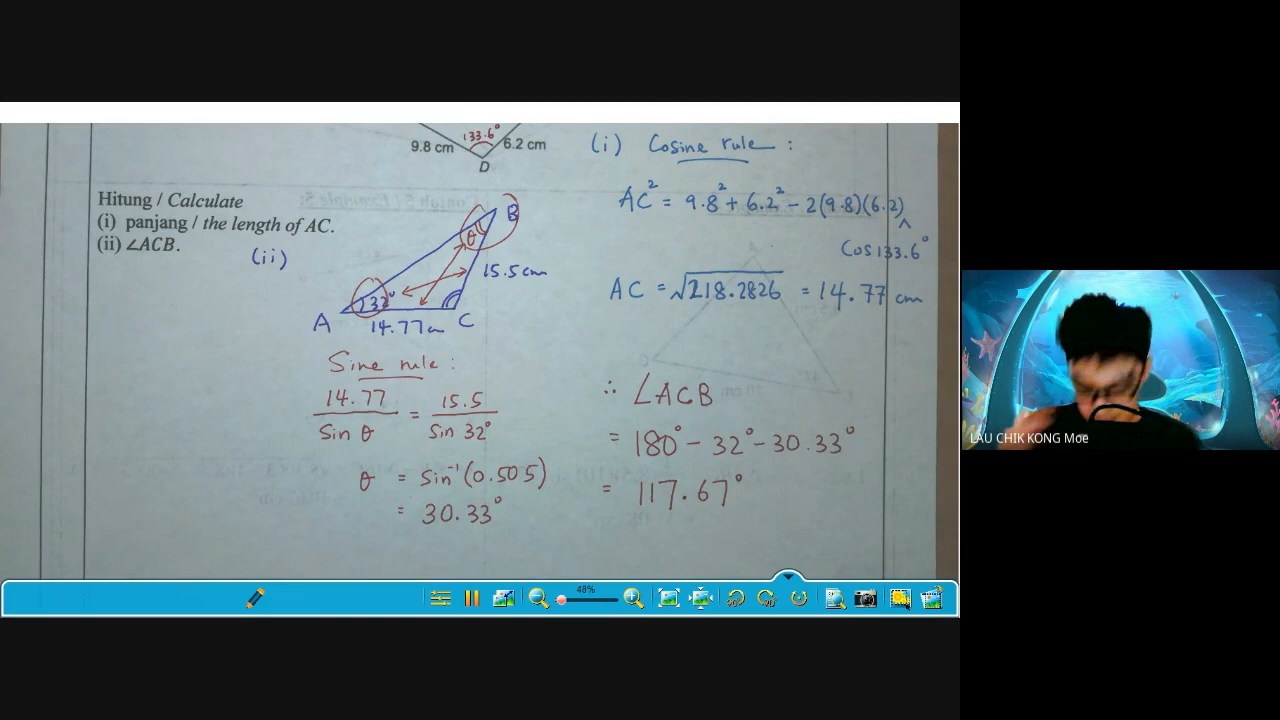 133.6°
9.8 cm
6.2 cm
D
Hitung / Calculate
(i) panjang / the length of AC.
(ii) ∠ACB.
(ii)
B
θ
15.5 cm
32°
A
14.77cm
C
Sine rule :
14.77 / Sin θ = 15.5 / Sin 32°
θ = sin⁻¹(0.505)
= 30.33°
(i) Cosine rule :
AC² = 9.8² + 6.2² − 2(9.8)(6.2)
^
Cos 133.6°
AC = √218.2826 = 14.77 cm
∴ ∠ACB
= 180° − 32° − 30.33°
= 117.67°
48%
LAU CHIK KONG Moe